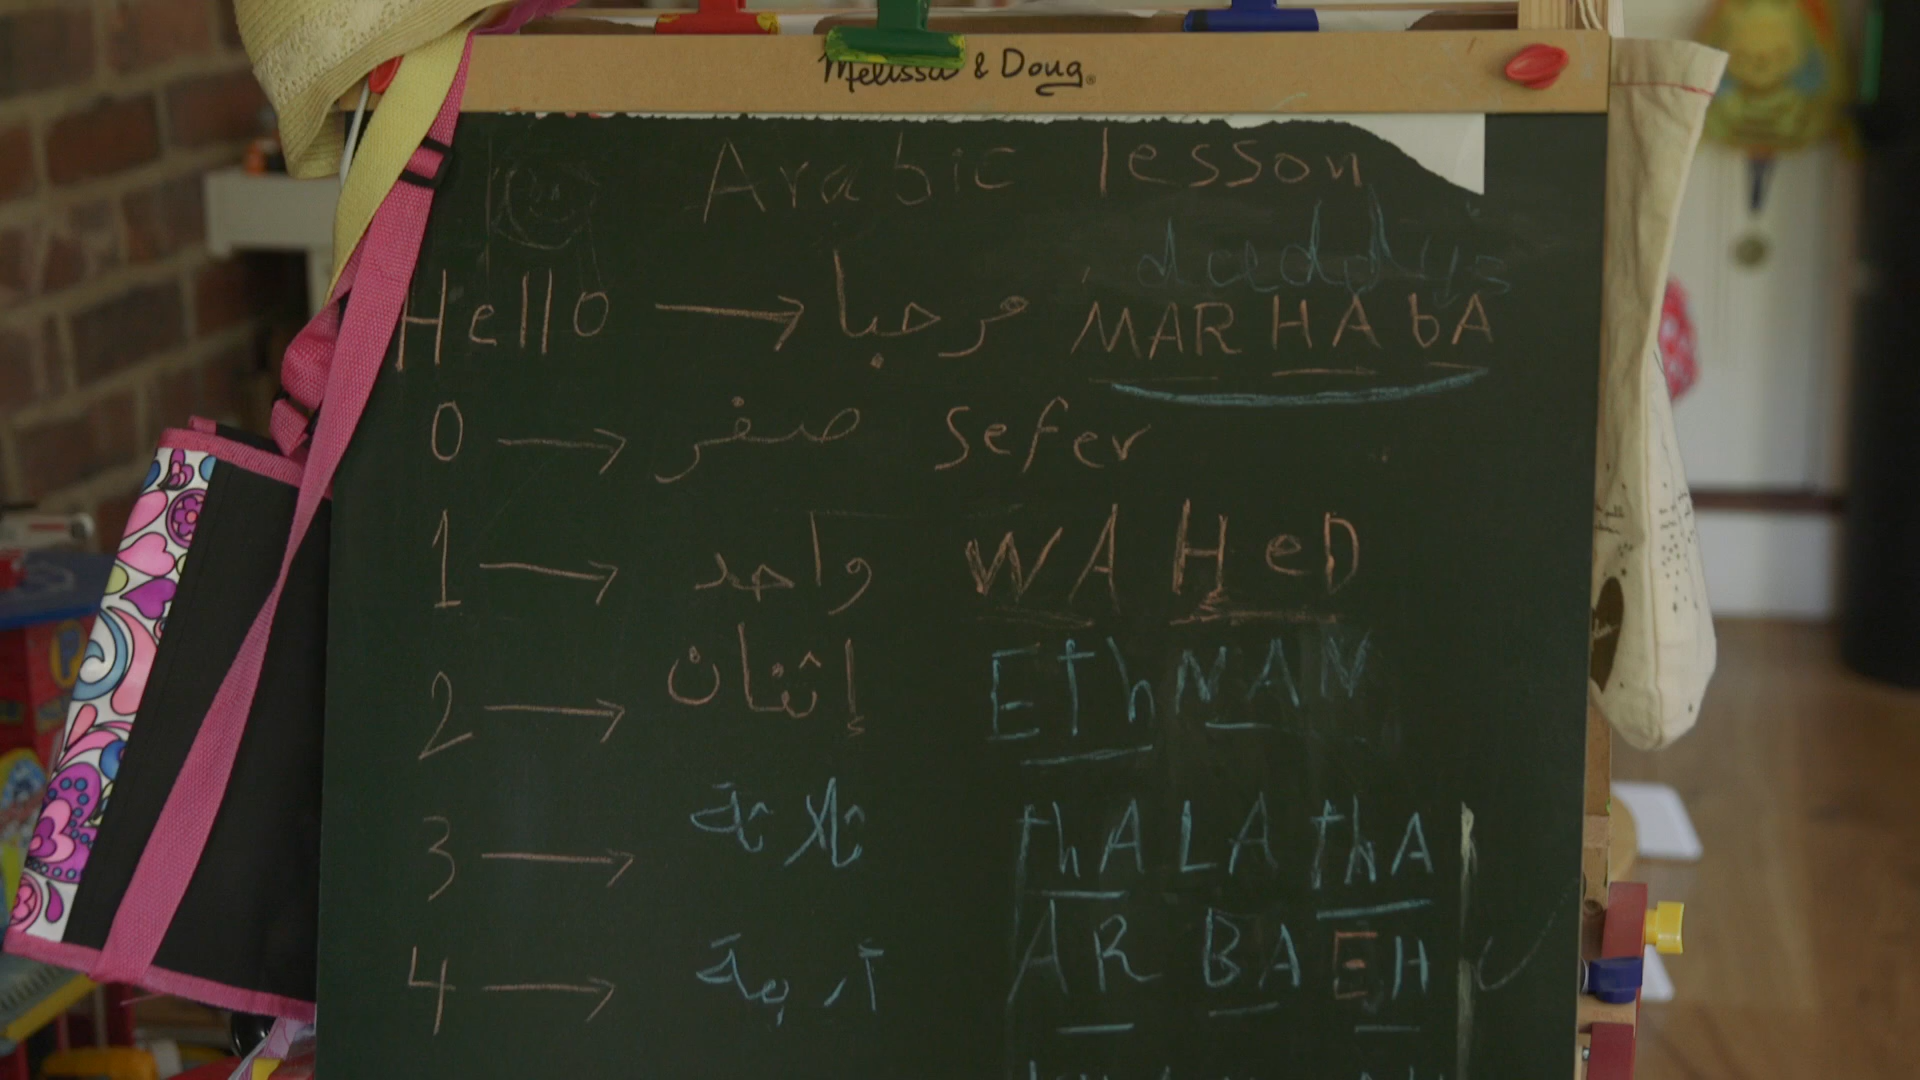 Melissa & Doug
Arabic lesson
daddys
Hello → مرحبا MARHAbA
0 → صفر sefer
1 → واحد WAHeD
2 → إثنان EthNAN
3 → ثلاثة thALAthA
4 → أربعة ARBAEH